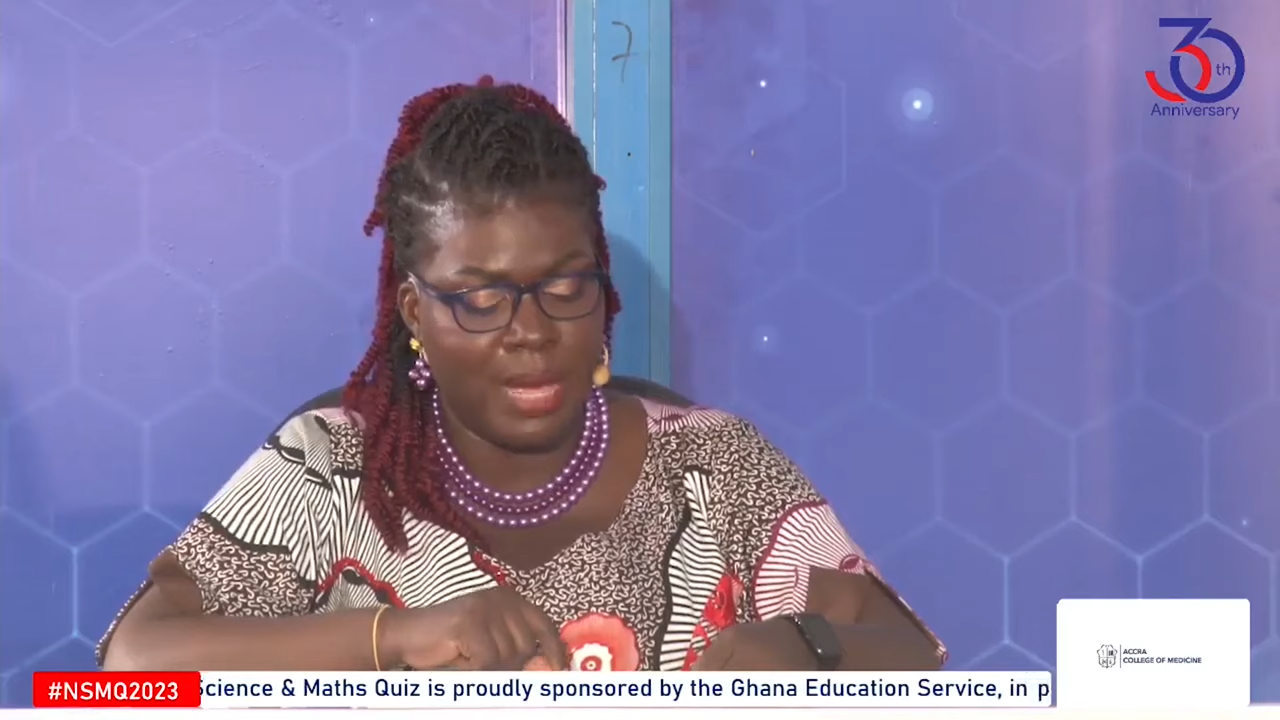 7
30th
Anniversary
ACCRA
COLLEGE OF MEDICINE
#NSMQ2023
Science & Maths Quiz is proudly sponsored by the Ghana Education Service, in p